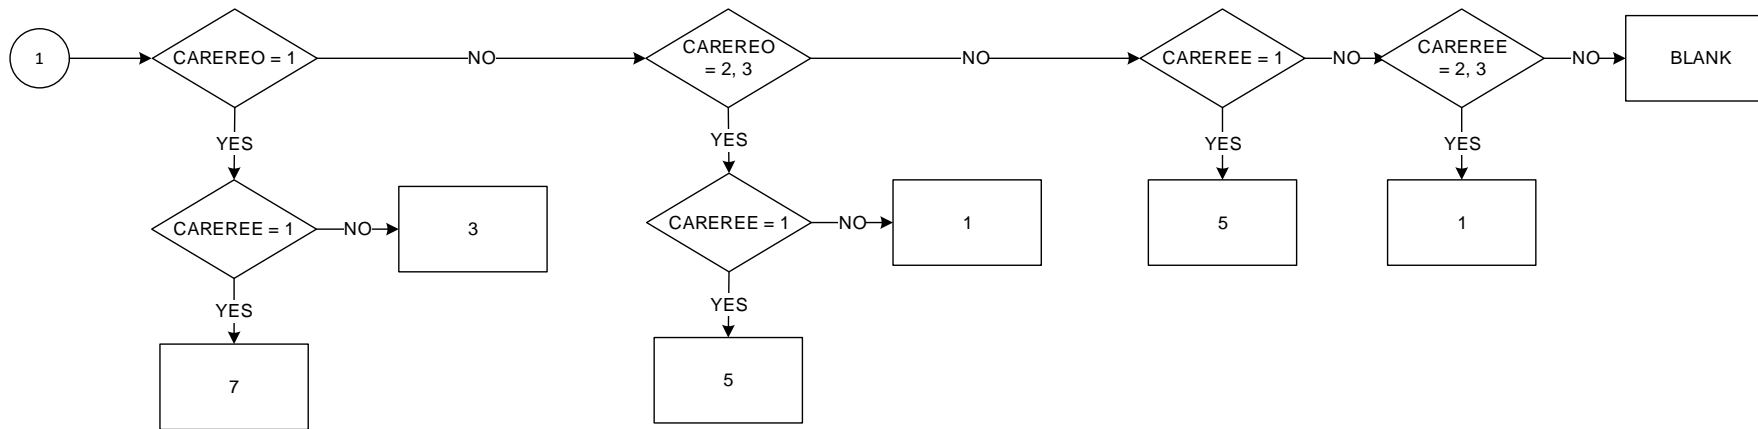 1
CAREREO = 1
NO
CAREREO
= 2, 3
NO
CAREREE = 1
NO
CAREREE
= 2, 3
NO
BLANK
YES
YES
YES
YES
CAREREE = 1
NO
3
CAREREE = 1
NO
1
5
1
YES
YES
7
5